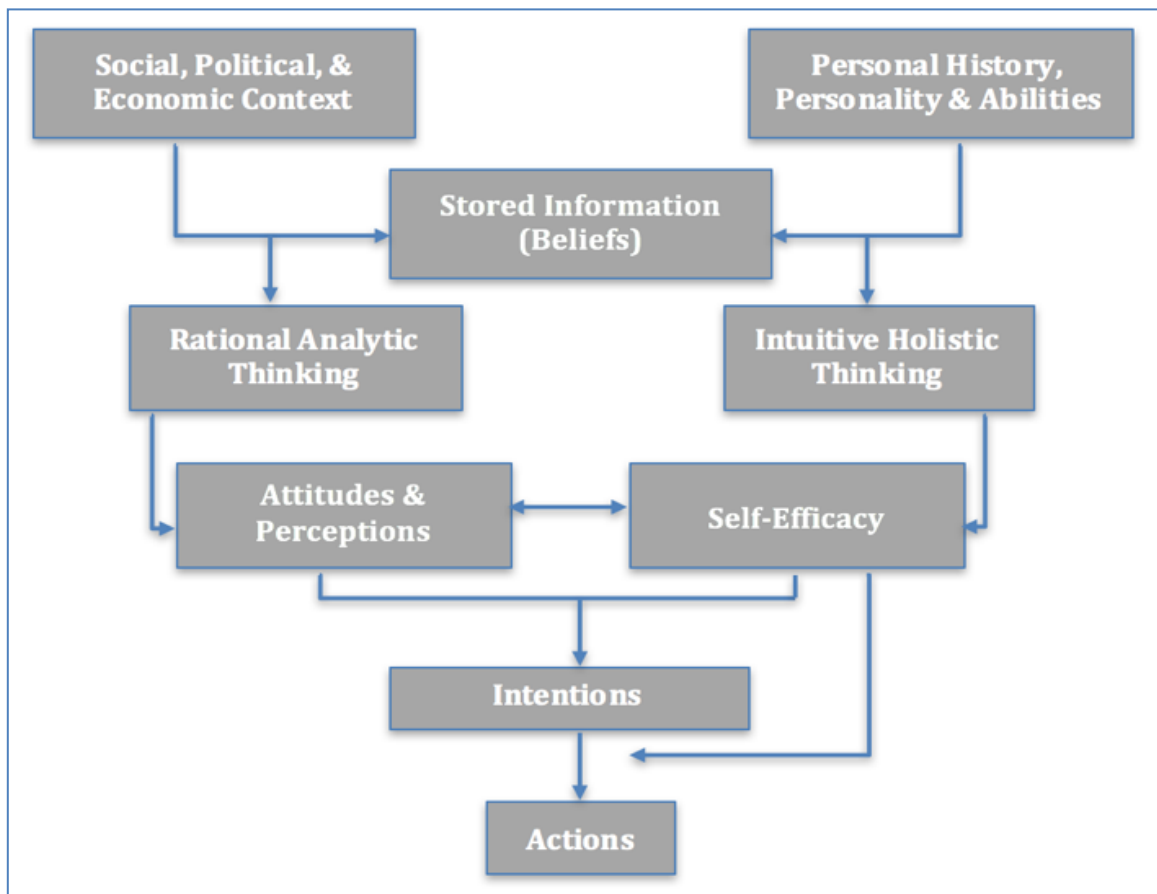 Social, Political, &
Economic Context
Personal History,
Personality & Abilities
Stored Information
(Beliefs)
Rational Analytic
Thinking
Intuitive Holistic
Thinking
Attitudes &
Perceptions
Self-Efficacy
Intentions
Actions